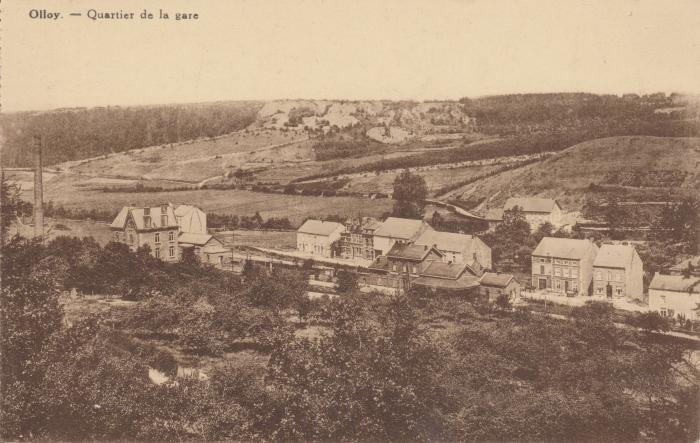 Olloy. — Quartier de la gare